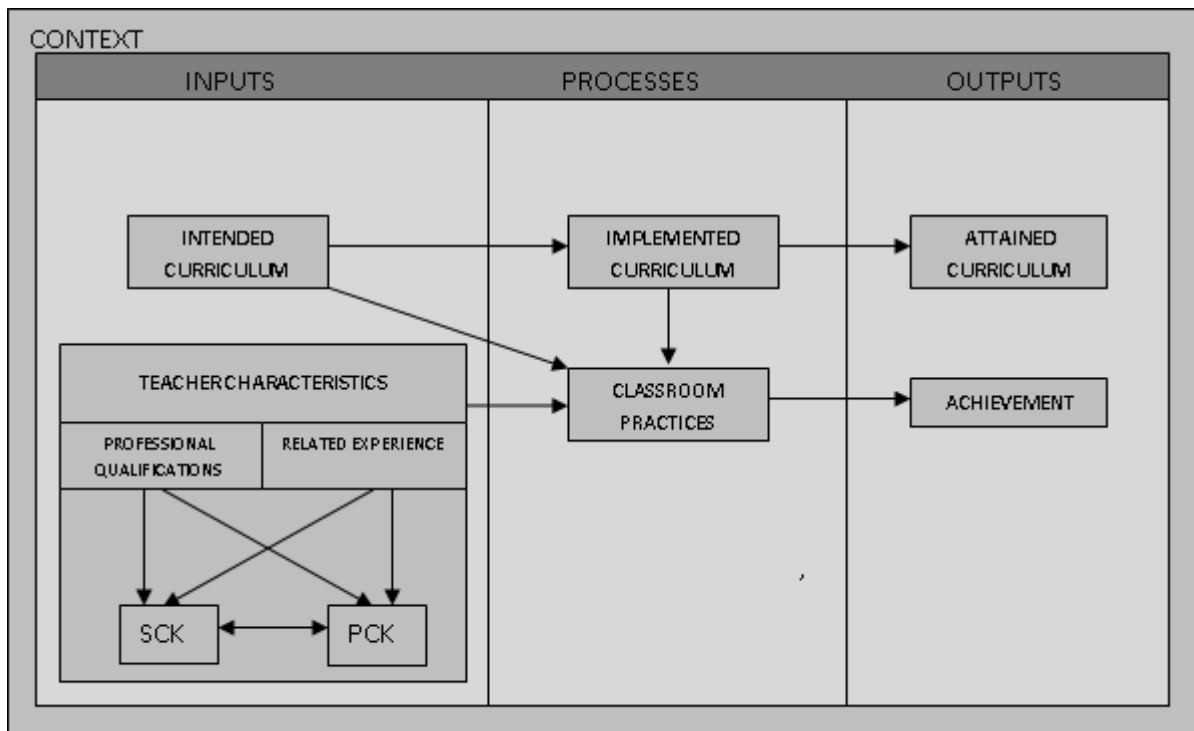 CONTEXT
INPUTS
PROCESSES
OUTPUTS
INTENDED
CURRICULUM
IMPLEMENTED
CURRICULUM
ATTAINED
CURRICULUM
TEACHER CHARACTERISTICS
CLASSROOM
PRACTICES
ACHIEVEMENT
PROFESSIONAL
QUALIFICATIONS
RELATED EXPERIENCE
SCK
PCK